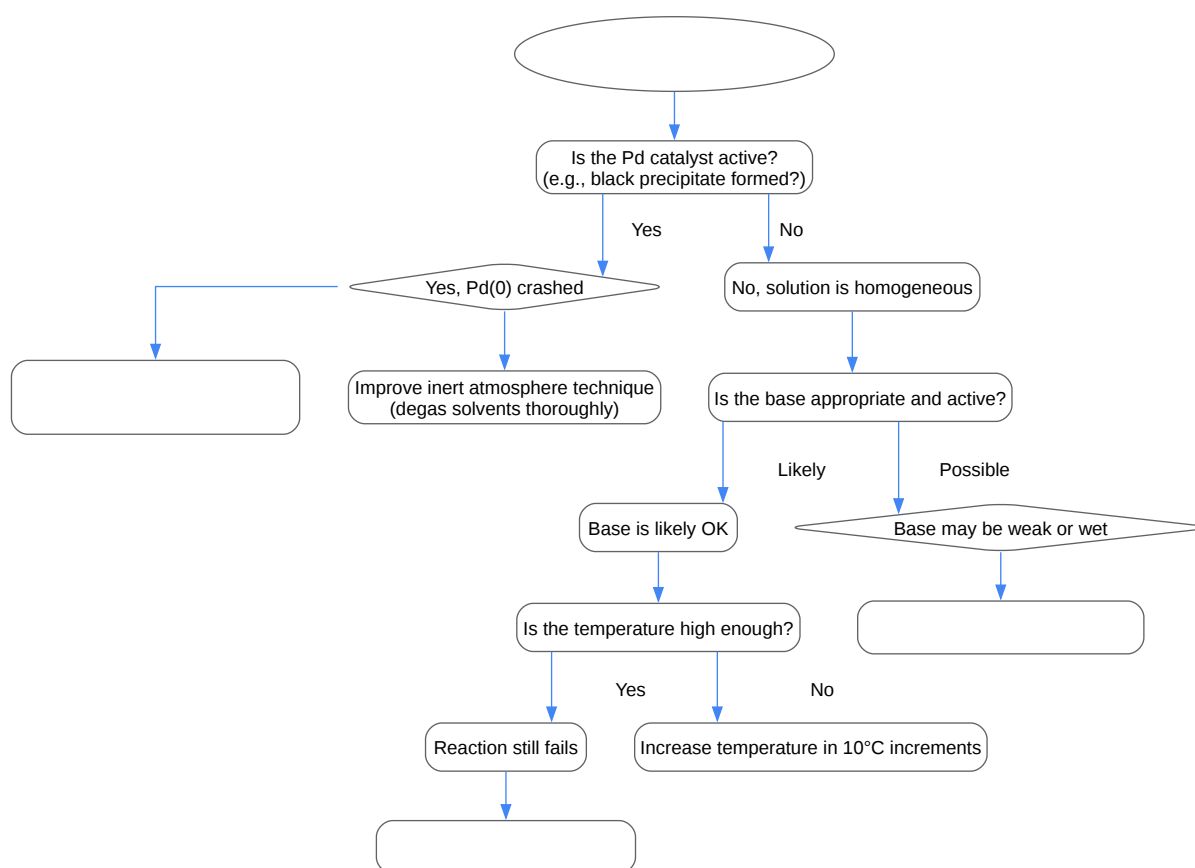 Is the Pd catalyst active?
(e.g., black precipitate formed?)
Yes
No
Yes, Pd(0) crashed
No, solution is homogeneous
Improve inert atmosphere technique
(degas solvents thoroughly)
Is the base appropriate and active?
Likely
Possible
Base is likely OK
Base may be weak or wet
Is the temperature high enough?
Yes
No
Reaction still fails
Increase temperature in 10°C increments